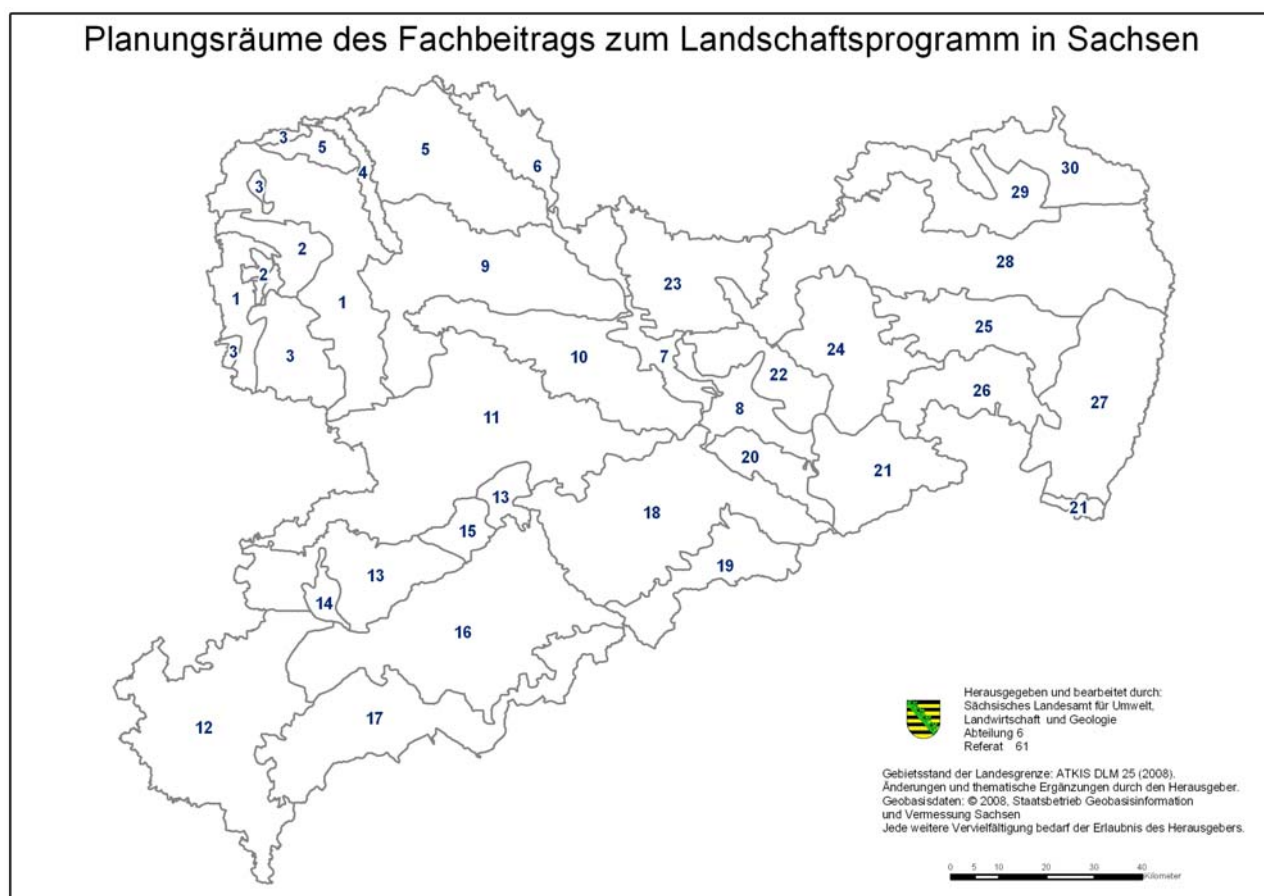 Planungsräume des Fachbeitrags zum Landschaftsprogramm in Sachsen
3
5
5
4
6
3
30
29
2
2
9
28
1
1
23
25
3
3
10
7
24
22
26
27
8
11
20
21
13
18
21
15
19
13
14
16
17
12
Herausgegeben und bearbeitet durch:
Sächsisches Landesamt für Umwelt,
Landwirtschaft und Geologie
Abteilung 6
Referat 61
Gebietsstand der Landesgrenze: ATKIS DLM 25 (2008).
Änderungen und thematische Ergänzungen durch den Herausgeber.
Geobasisdaten: © 2008, Staatsbetrieb Geobasisinformation
und Vermessung Sachsen
Jede weitere Vervielfältigung bedarf der Erlaubnis des Herausgebers.
0 5 10 20 30 40
Kilometer